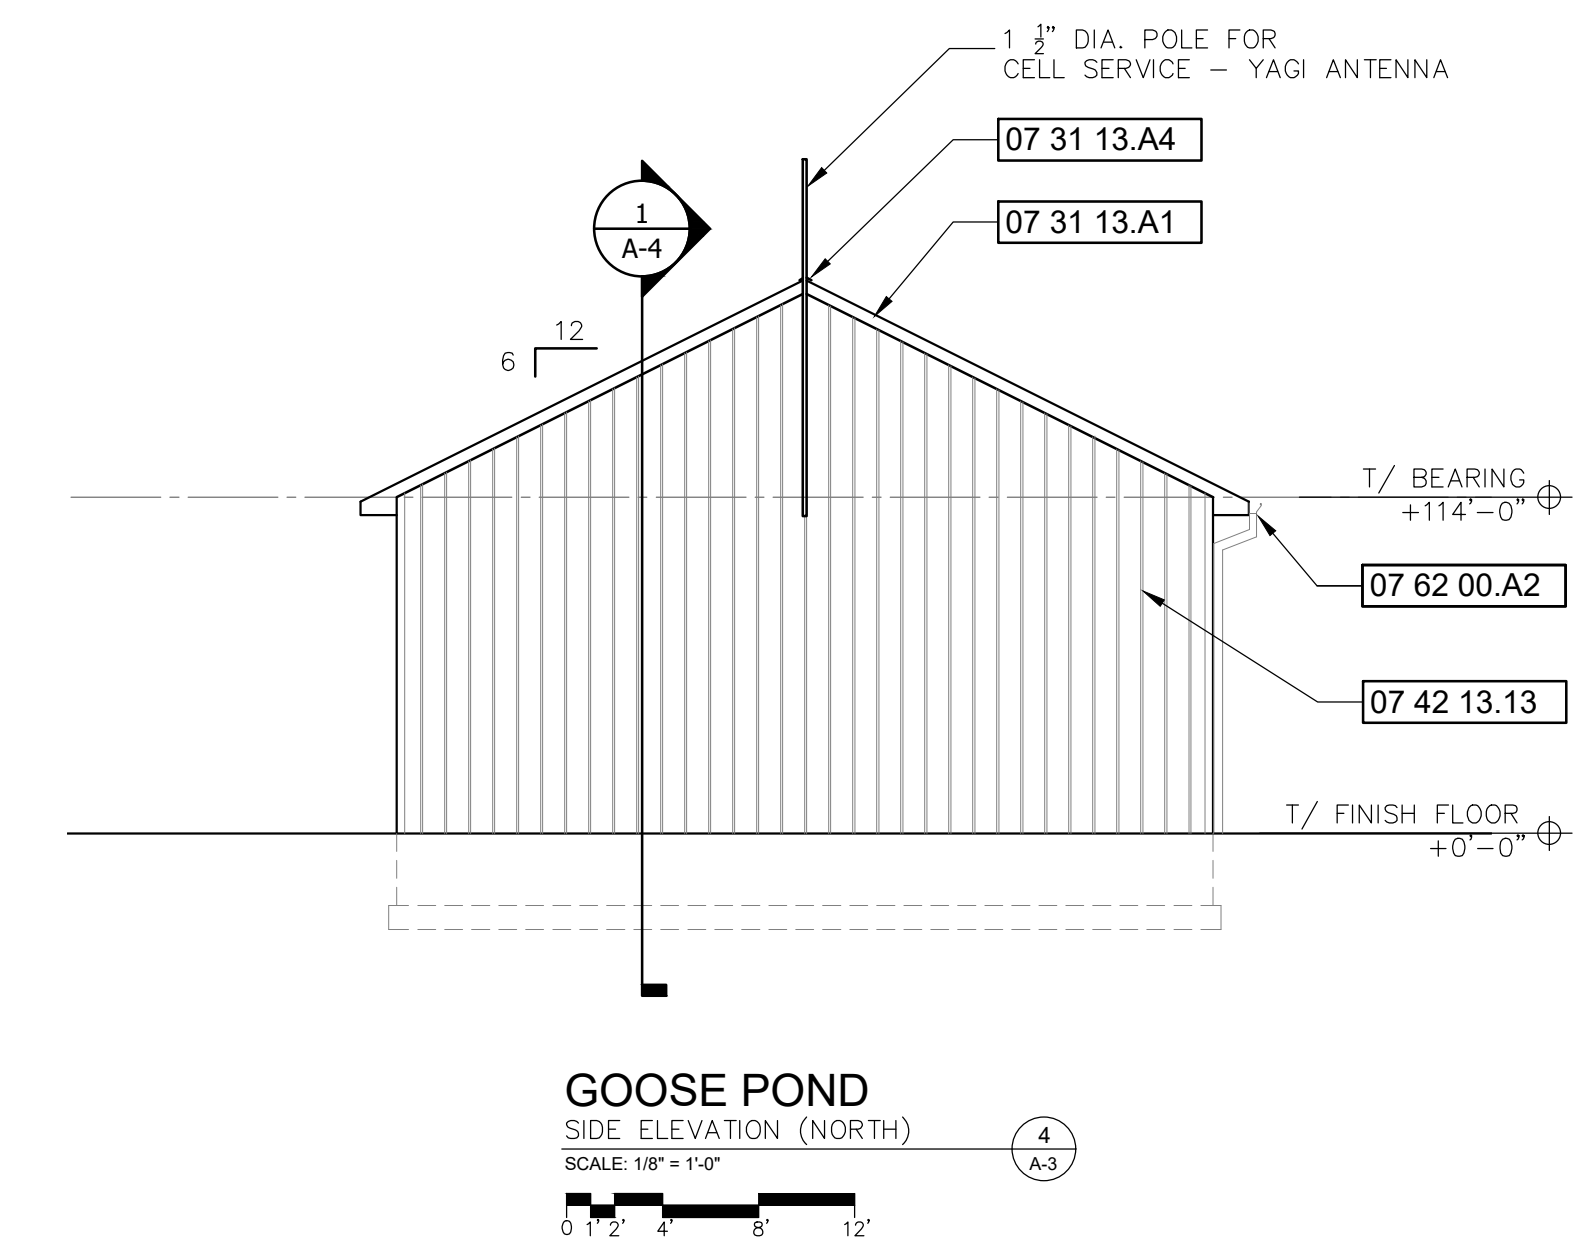 1 1/2" DIA. POLE FOR
CELL SERVICE – YAGI ANTENNA
07 31 13.A4
07 31 13.A1
1
A-4
12
6
T/ BEARING
+114'–0"
07 62 00.A2
07 42 13.13
T/ FINISH FLOOR
+0'–0"
GOOSE POND
SIDE ELEVATION (NORTH)
SCALE: 1/8" = 1'-0"
4
A-3
0 1' 2' 4' 8' 12'